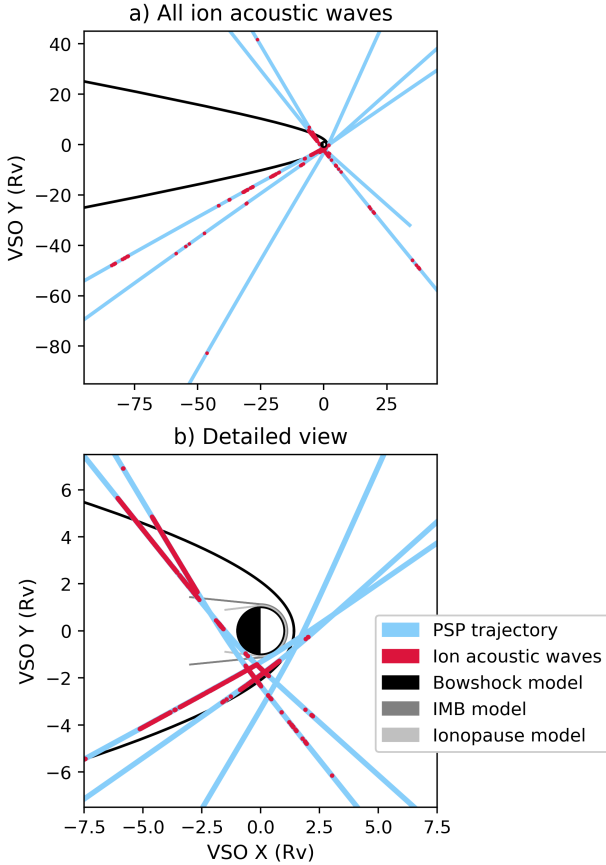 a) All ion acoustic waves
40
20
0
−20
−40
−60
−80
VSO Y (Rv)
−75
−50
−25
0
25
b) Detailed view
6
4
2
0
−2
−4
−6
VSO Y (Rv)
PSP trajectory
Ion acoustic waves
Bowshock model
IMB model
Ionopause model
−7.5
−5.0
−2.5
0.0
2.5
5.0
7.5
VSO X (Rv)